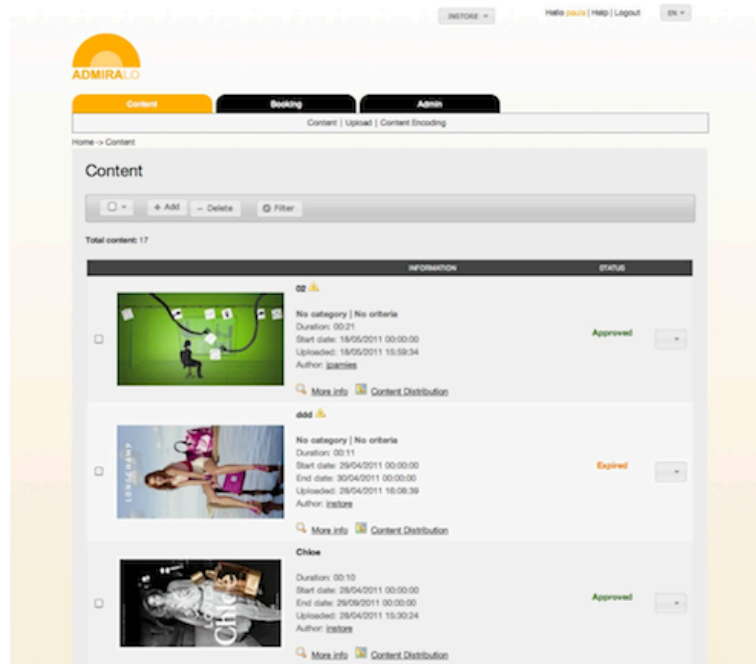 INSTORE
Hello paula | Help | Logout
EN
ADMIRALO
Content
Booking
Admin
Content | Upload | Content Encoding
Home -> Content
Content
+ Add
- Delete
Filter
Total content: 17
INFORMATION
STATUS
02
No category | No criteria
Duration: 00:21
Start date: 18/05/2011 00:00:00
Uploaded: 18/05/2011 15:59:34
Author: jpamies
Approved
More info
Content Distribution
ddd
LONGCHAMP
No category | No criteria
Duration: 00:11
Start date: 29/04/2011 00:00:00
End date: 30/04/2011 00:00:00
Uploaded: 28/04/2011 16:08:39
Author: instore
Expired
More info
Content Distribution
Chloe
Chloé
Duration: 00:10
Start date: 28/04/2011 00:00:00
End date: 29/09/2011 00:00:00
Uploaded: 28/04/2011 15:30:24
Author: instore
Approved
More info
Content Distribution